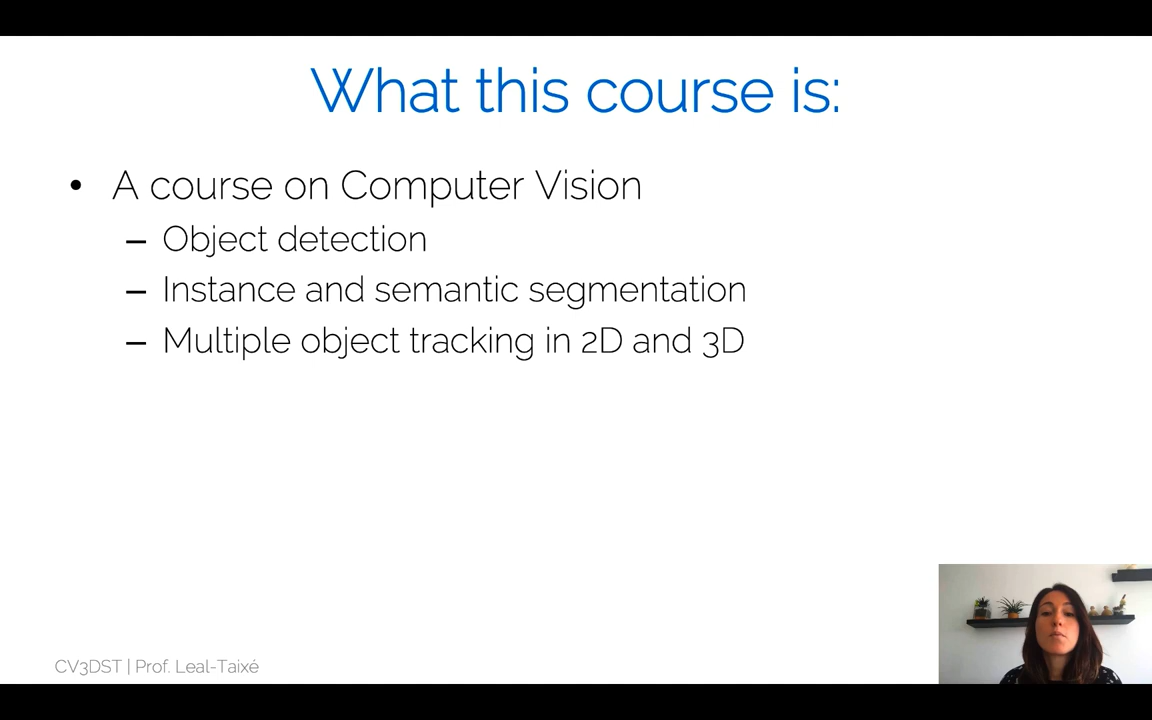 What this course is:
• A course on Computer Vision
– Object detection
– Instance and semantic segmentation
– Multiple object tracking in 2D and 3D
CV3DST | Prof. Leal-Taixé